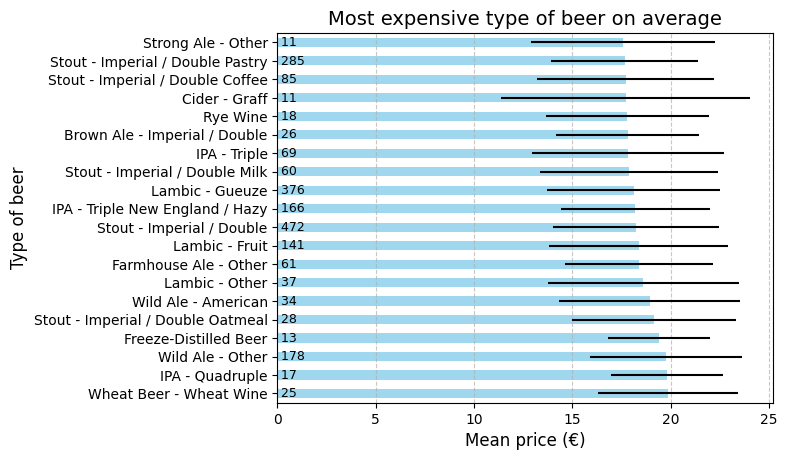 Most expensive type of beer on average
Type of beer
Strong Ale - Other 11
Stout - Imperial / Double Pastry 285
Stout - Imperial / Double Coffee 85
Cider - Graff 11
Rye Wine 18
Brown Ale - Imperial / Double 26
IPA - Triple 69
Stout - Imperial / Double Milk 60
Lambic - Gueuze 376
IPA - Triple New England / Hazy 166
Stout - Imperial / Double 472
Lambic - Fruit 141
Farmhouse Ale - Other 61
Lambic - Other 37
Wild Ale - American 34
Stout - Imperial / Double Oatmeal 28
Freeze-Distilled Beer 13
Wild Ale - Other 178
IPA - Quadruple 17
Wheat Beer - Wheat Wine 25
0 5 10 15 20 25
Mean price (€)